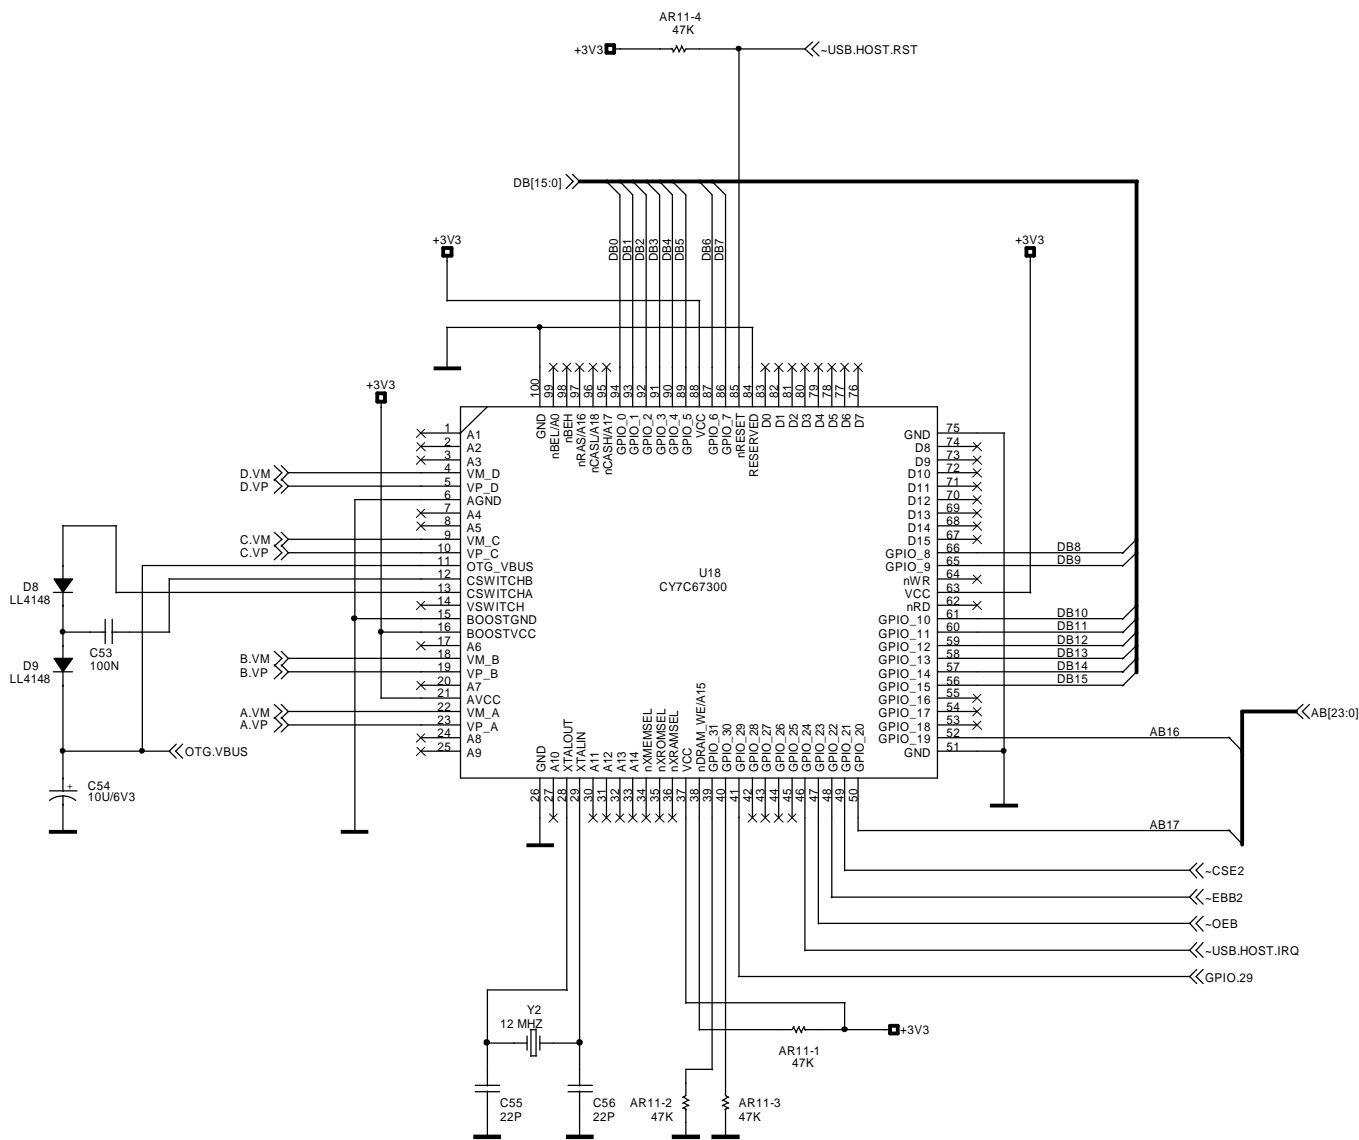 AR11-4
47K
+3V3
~USB.HOST.RST
DB[15:0]
+3V3
DB0
DB1
DB2
DB3
DB4
DB5
DB6
DB7
+3V3
+3V3
100
99
98
97
96
95
94
93
92
91
90
89
88
87
86
85
84
83
82
81
80
79
78
77
76
GND
nBEL/A0
nBEH
nRAS/A16
nCASL/A18
nCASH/A17
GPIO_0
GPIO_1
GPIO_2
GPIO_3
GPIO_4
GPIO_5
VCC
GPIO_6
GPIO_7
nRESET
RESERVED
D0
D1
D2
D3
D4
D5
D6
D7
1 A1
2 A2
3 A3
D.VM 4 VM_D
D.VP 5 VP_D
6 AGND
7 A4
8 A5
C.VM 9 VM_C
C.VP 10 VP_C
11 OTG_VBUS
12 CSWITCHB
13 CSWITCHA
14 VSWITCH
15 BOOSTGND
16 BOOSTVCC
17 A6
B.VM 18 VM_B
B.VP 19 VP_B
20 A7
21 AVCC
A.VM 22 VM_A
A.VP 23 VP_A
24 A8
25 A9
D8
LL4148
C53
100N
D9
LL4148
OTG.VBUS
+
C54
10U/6V3
U18
CY7C67300
GND 75
D8 74
D9 73
D10 72
D11 71
D12 70
D13 69
D14 68
D15 67
GPIO_8 66 DB8
GPIO_9 65 DB9
nWR 64
VCC 63
nRD 62
GPIO_10 61 DB10
GPIO_11 60 DB11
GPIO_12 59 DB12
GPIO_13 58 DB13
GPIO_14 57 DB14
GPIO_15 56 DB15
GPIO_16 55
GPIO_17 54
GPIO_18 53
GPIO_19 52 AB16
GND 51
AB[23:0]
GND
A10
XTALOUT
XTALIN
A11
A12
A13
A14
nXMEMSEL
nXROMSEL
nXRAMSEL
VCC
nDRAM_WE/A15
GPIO_31
GPIO_30
GPIO_29
GPIO_28
GPIO_27
GPIO_26
GPIO_25
GPIO_24
GPIO_23
GPIO_22
GPIO_21
GPIO_20
26
27
28
29
30
31
32
33
34
35
36
37
38
39
40
41
42
43
44
45
46
47
48
49
50
AB17
~CSE2
~EBB2
~OEB
~USB.HOST.IRQ
GPIO.29
Y2
12 MHZ
+3V3
AR11-1
47K
C55
22P
C56
22P
AR11-2
47K
AR11-3
47K